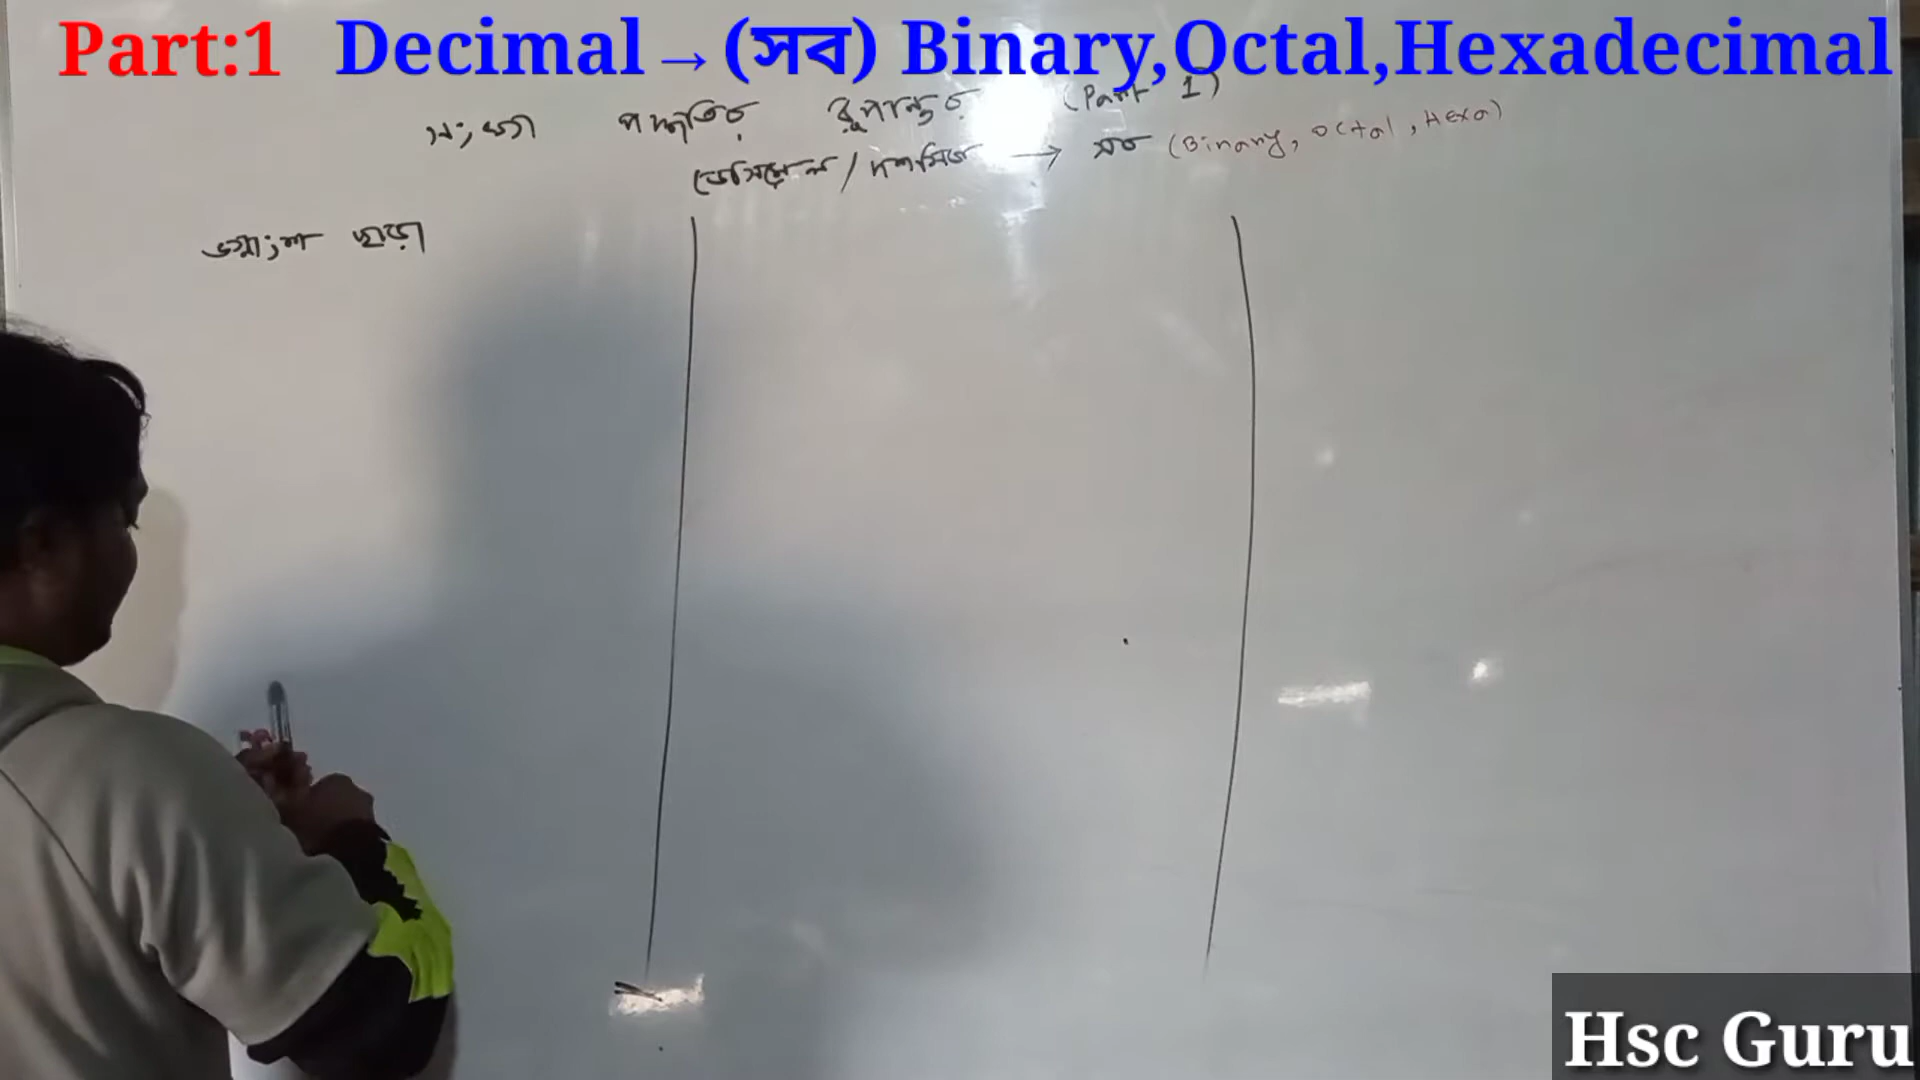 Part:1 Decimal→(সব) Binary,Octal,Hexadecimal
সংখ্যা পদ্ধতির রূপান্তর (Part 1)
ডেসিমেল/দশমিক → সব (Binary, Octal, Hexa)
ভগ্নাংশ ছাড়া
Hsc Guru